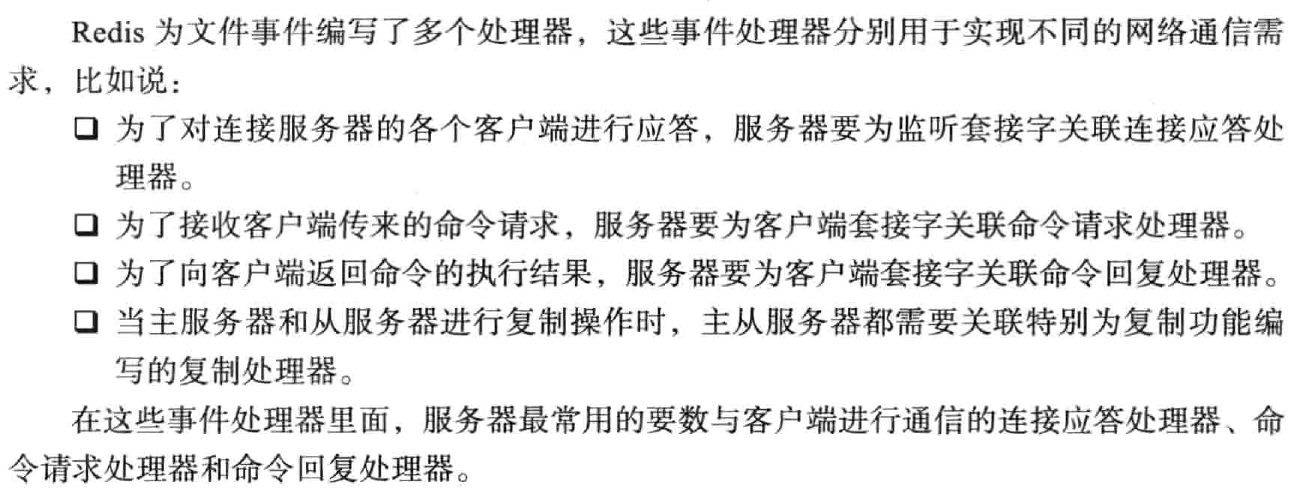 Redis 为文件事件编写了多个处理器，这些事件处理器分别用于实现不同的网络通信需
求，比如说：
❑ 为了对连接服务器的各个客户端进行应答，服务器要为监听套接字关联连接应答处
理器。
❑ 为了接收客户端传来的命令请求，服务器要为客户端套接字关联命令请求处理器。
❑ 为了向客户端返回命令的执行结果，服务器要为客户端套接字关联命令回复处理器。
❑ 当主服务器和从服务器进行复制操作时，主从服务器都需要关联特别为复制功能编
写的复制处理器。
在这些事件处理器里面，服务器最常用的要数与客户端进行通信的连接应答处理器、命
令请求处理器和命令回复处理器。